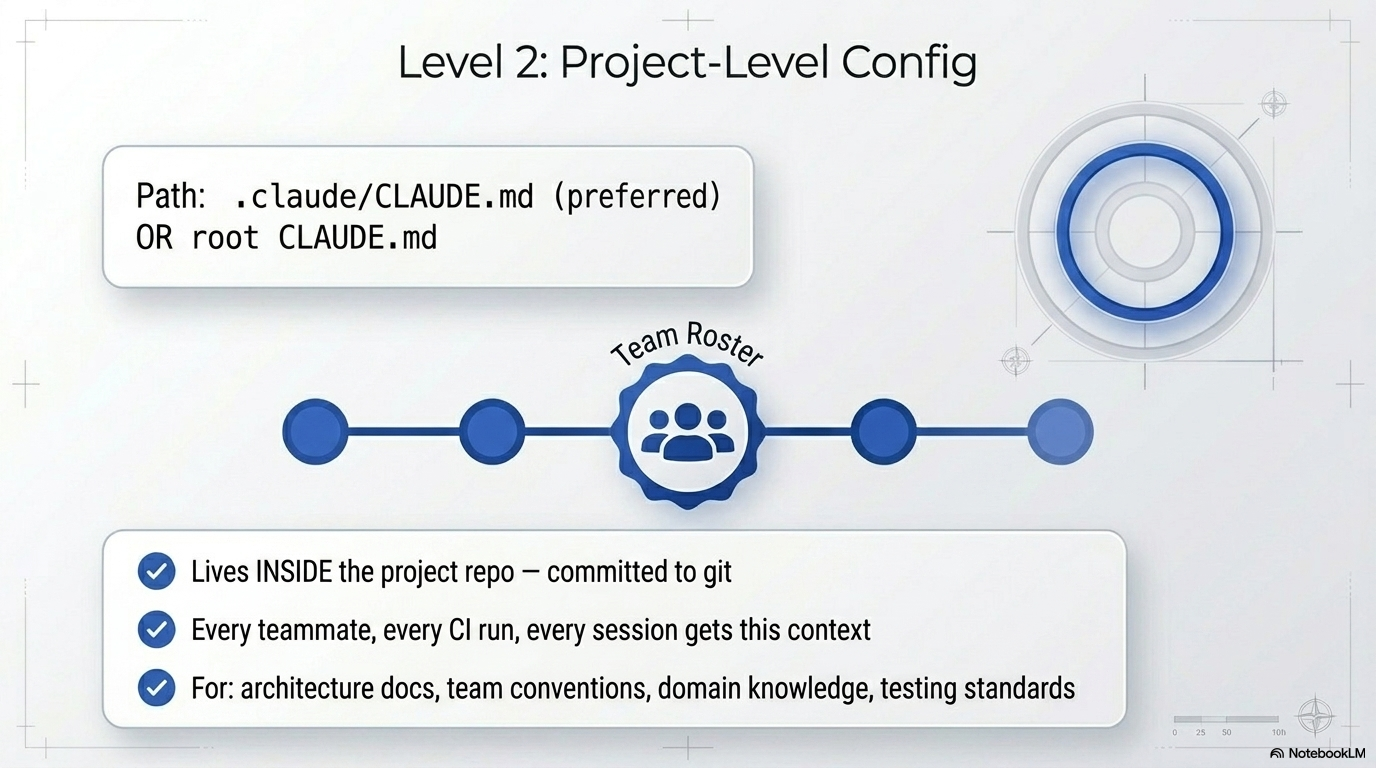 Level 2: Project-Level Config
Path: .claude/CLAUDE.md (preferred)
OR root CLAUDE.md
Team Roster
Lives INSIDE the project repo — committed to git
Every teammate, every CI run, every session gets this context
For: architecture docs, team conventions, domain knowledge, testing standards
0 25 50 10h
NotebookLM